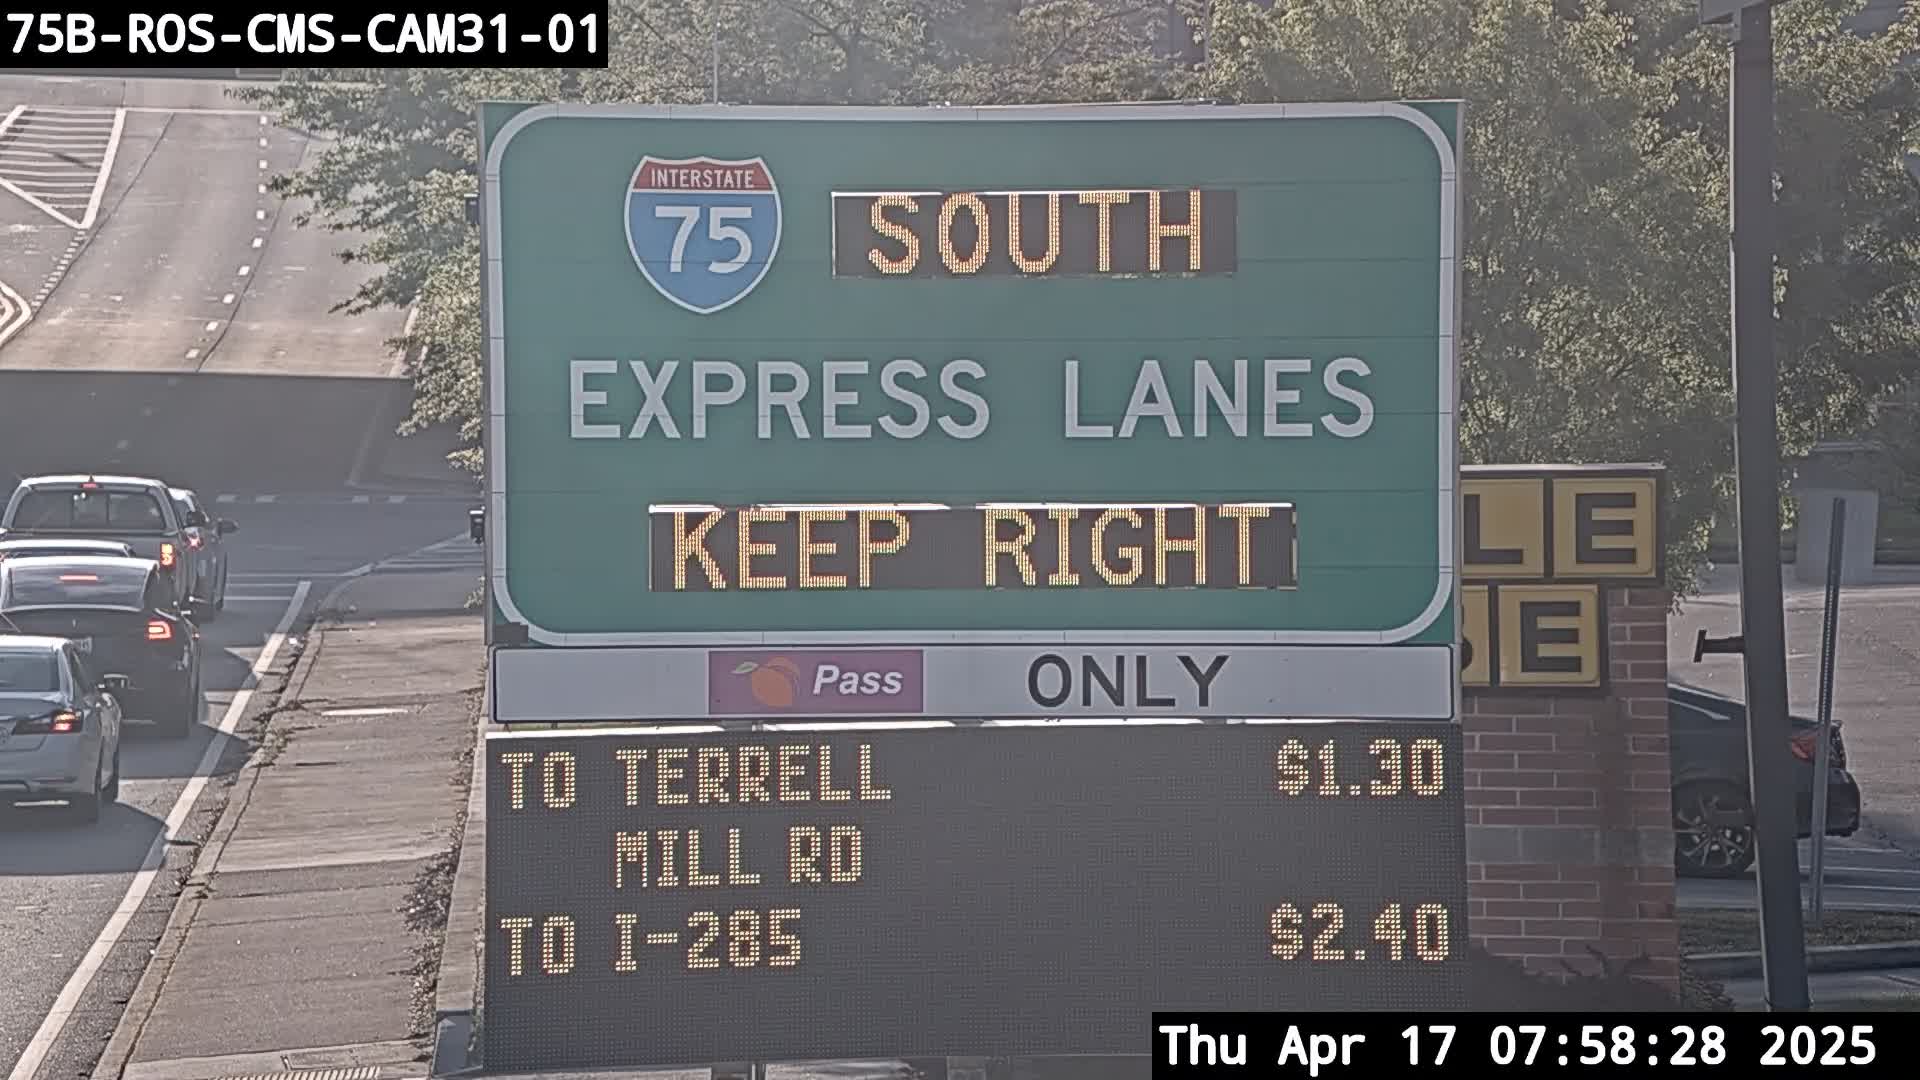 75B-ROS-CMS-CAM31-01
INTERSTATE
75
SOUTH
EXPRESS LANES
KEEP RIGHT
Pass ONLY
TO TERRELL $1.30
MILL RD
TO I-285 $2.40
LE
E
Thu Apr 17 07:58:28 2025